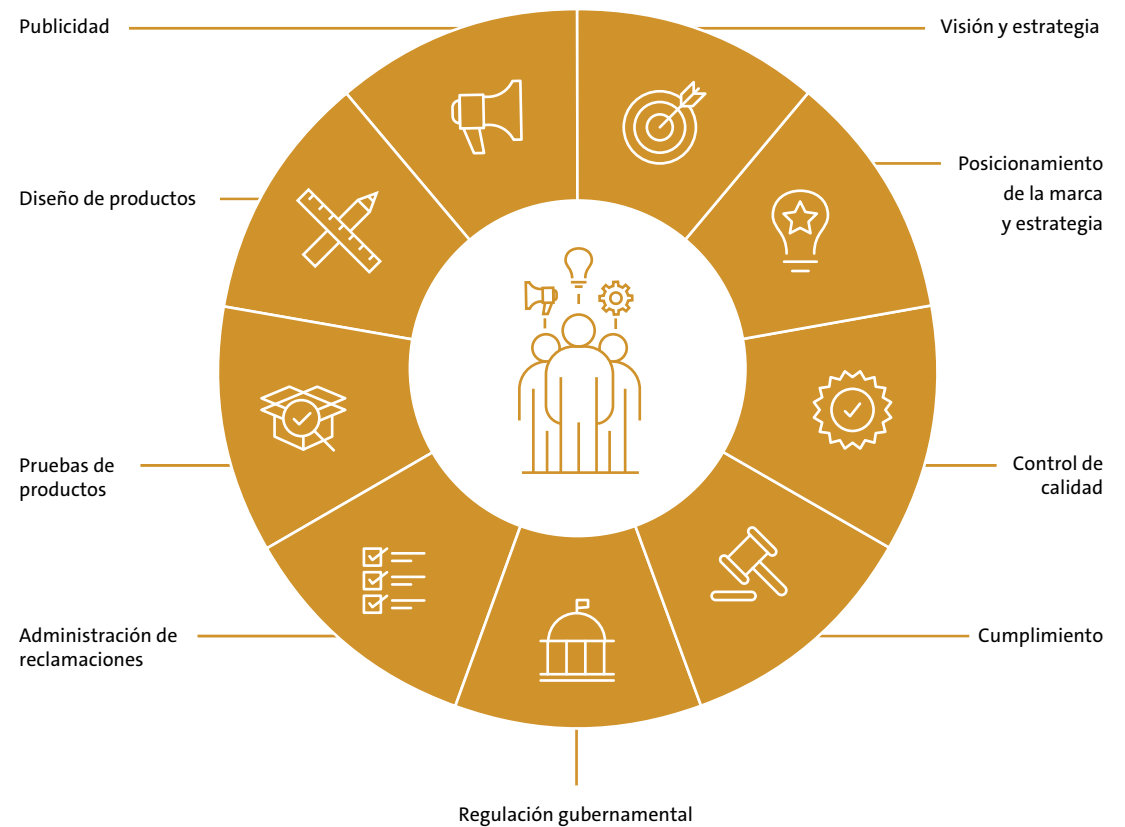 Publicidad
Visión y estrategia
Posicionamiento
de la marca
y estrategia
Diseño de productos
Control de
calidad
Pruebas de
productos
Cumplimiento
Administración de
reclamaciones
Regulación gubernamental